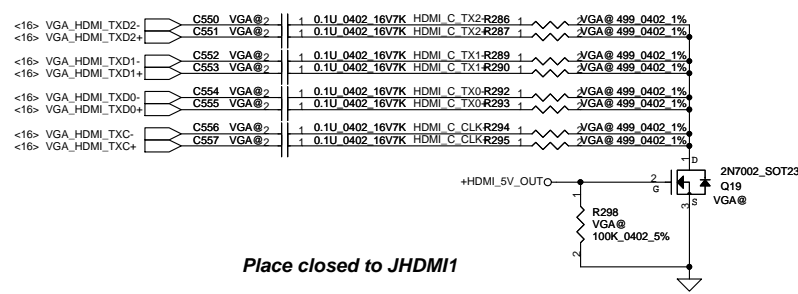 <16> VGA_HDMI_TXD2- C550 VGA@ 2 1 0.1U_0402_16V7K HDMI_C_TX2- R286 1 2 VGA@ 499_0402_1%
<16> VGA_HDMI_TXD2+ C551 VGA@ 2 1 0.1U_0402_16V7K HDMI_C_TX2+ R287 1 2 VGA@ 499_0402_1%
<16> VGA_HDMI_TXD1- C552 VGA@ 2 1 0.1U_0402_16V7K HDMI_C_TX1- R289 1 2 VGA@ 499_0402_1%
<16> VGA_HDMI_TXD1+ C553 VGA@ 2 1 0.1U_0402_16V7K HDMI_C_TX1+ R290 1 2 VGA@ 499_0402_1%
<16> VGA_HDMI_TXD0- C554 VGA@ 2 1 0.1U_0402_16V7K HDMI_C_TX0- R292 1 2 VGA@ 499_0402_1%
<16> VGA_HDMI_TXD0+ C555 VGA@ 2 1 0.1U_0402_16V7K HDMI_C_TX0+ R293 1 2 VGA@ 499_0402_1%
<16> VGA_HDMI_TXC- C556 VGA@ 2 1 0.1U_0402_16V7K HDMI_C_CLK- R294 1 2 VGA@ 499_0402_1%
<16> VGA_HDMI_TXC+ C557 VGA@ 2 1 0.1U_0402_16V7K HDMI_C_CLK+ R295 1 2 VGA@ 499_0402_1%
1 D
2N7002_SOT23
+HDMI_5V_OUT 2 G Q19
3 S VGA@
1
R298
VGA@
100K_0402_5%
2
Place closed to JHDMI1